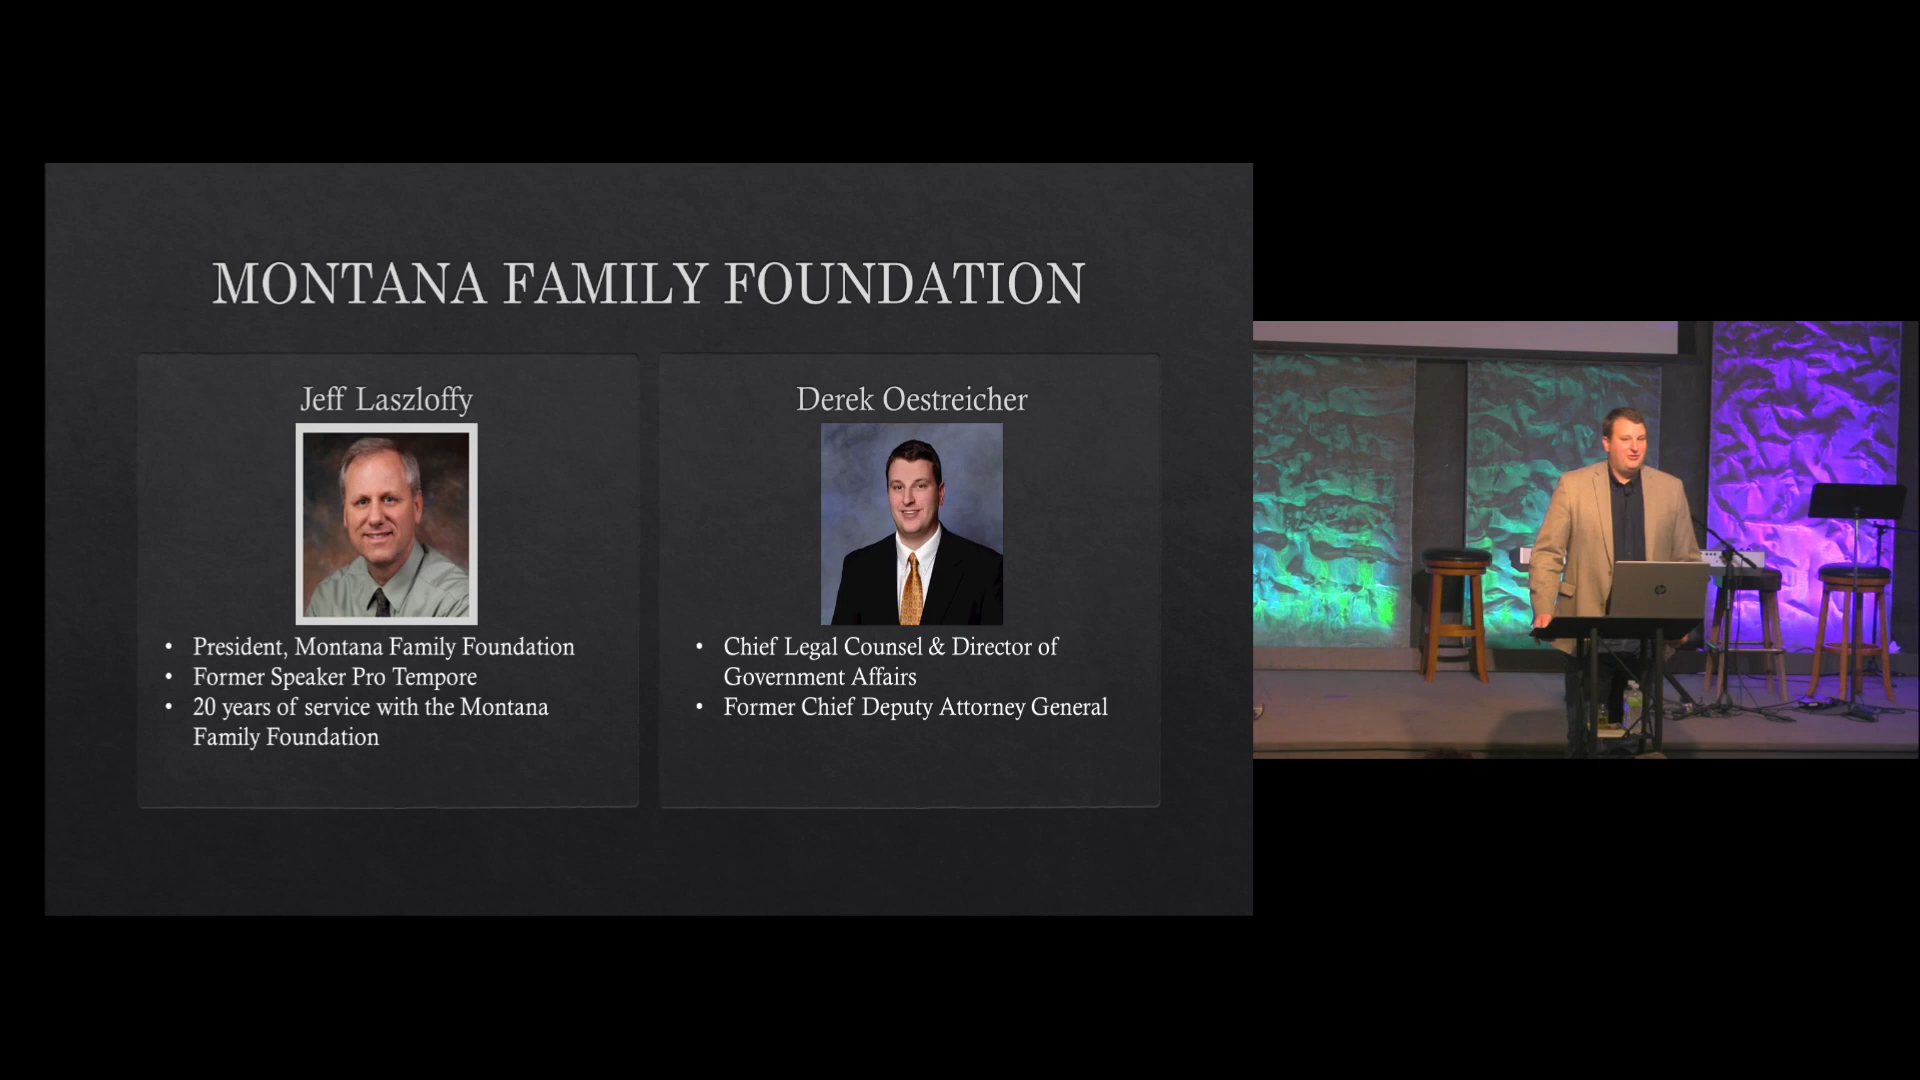 MONTANA FAMILY FOUNDATION
Jeff Laszloffy
• President, Montana Family Foundation
• Former Speaker Pro Tempore
• 20 years of service with the Montana
Family Foundation
Derek Oestreicher
• Chief Legal Counsel & Director of
Government Affairs
• Former Chief Deputy Attorney General
hp